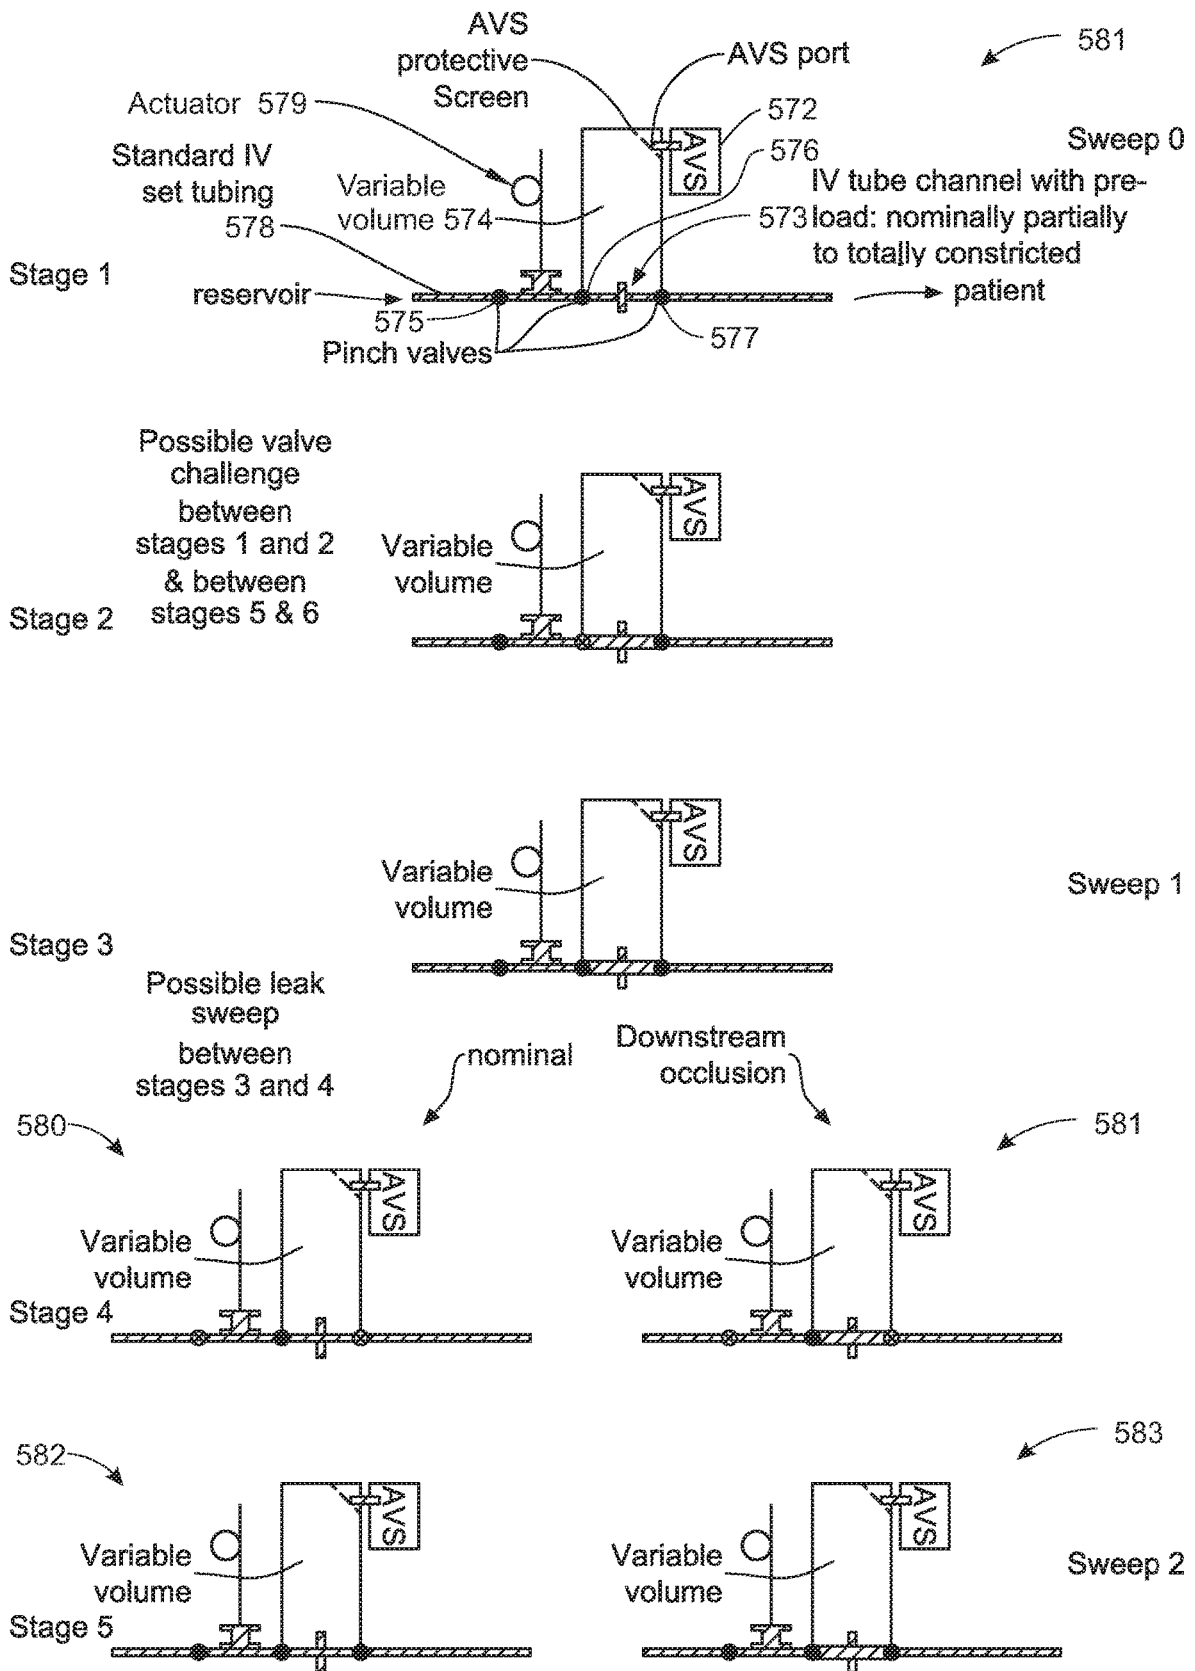 AVS
protective
Screen
AVS port
581
Actuator 579
572
AVS
576
Sweep 0
Standard IV
set tubing
578
Variable
volume 574
573
IV tube channel with pre-
load: nominally partially
to totally constricted
Stage 1
reservoir
patient
575
577
Pinch valves
Possible valve
challenge
between
stages 1 and 2
& between
stages 5 & 6
AVS
Variable
volume
Stage 2
AVS
Variable
volume
Sweep 1
Stage 3
Possible leak
sweep
between
stages 3 and 4
nominal
Downstream
occlusion
580
581
AVS
AVS
Variable
volume
Variable
volume
Stage 4
582
583
AVS
AVS
Variable
volume
Variable
volume
Sweep 2
Stage 5